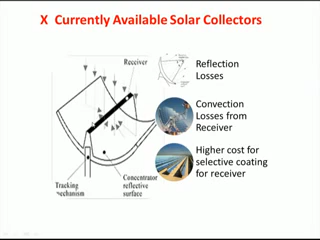 X Currently Available Solar Collectors
Receiver
Reflection
Losses
Convection
Losses from
Receiver
Higher cost for
selective coating
for receiver
Tracking
mechanism
Concentrator
reflective
surface